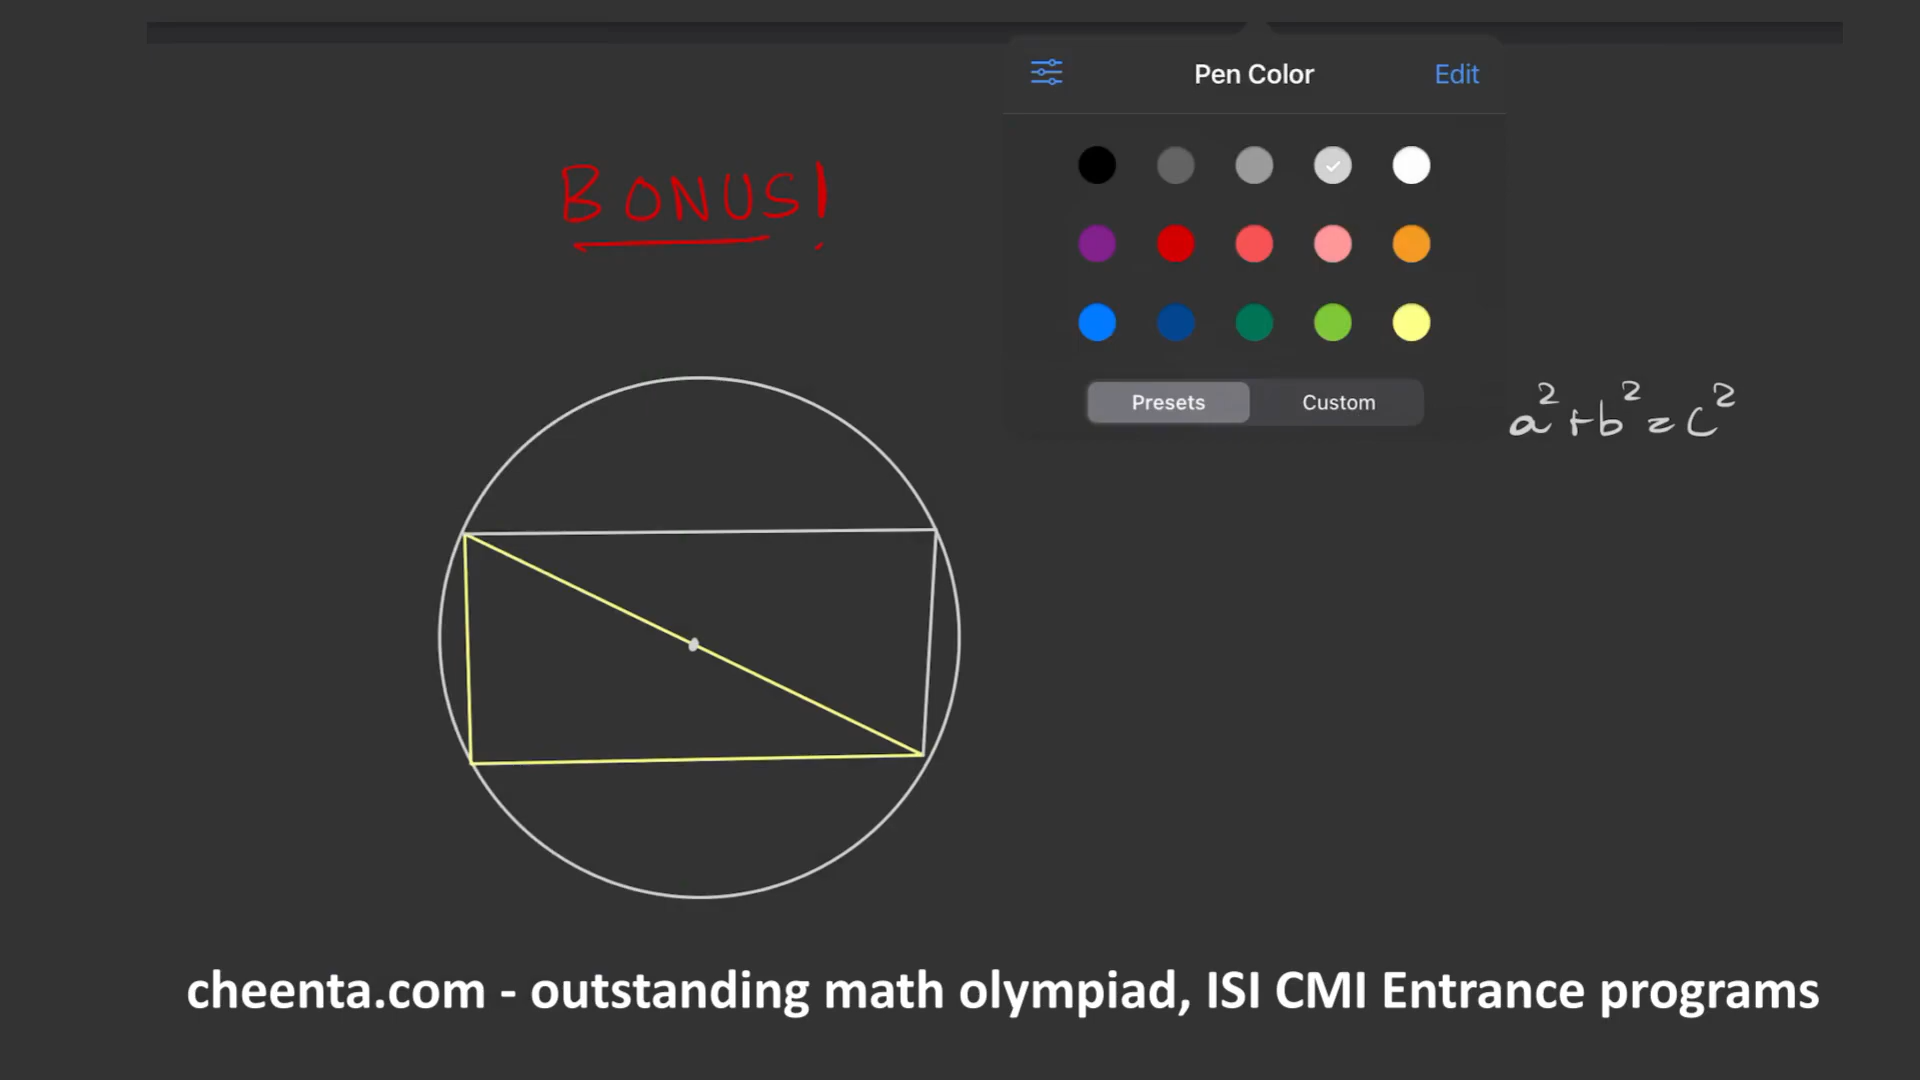 Pen Color
Edit
BONUS!
Presets
Custom
a²+b²=c²
cheenta.com - outstanding math olympiad, ISI CMI Entrance programs